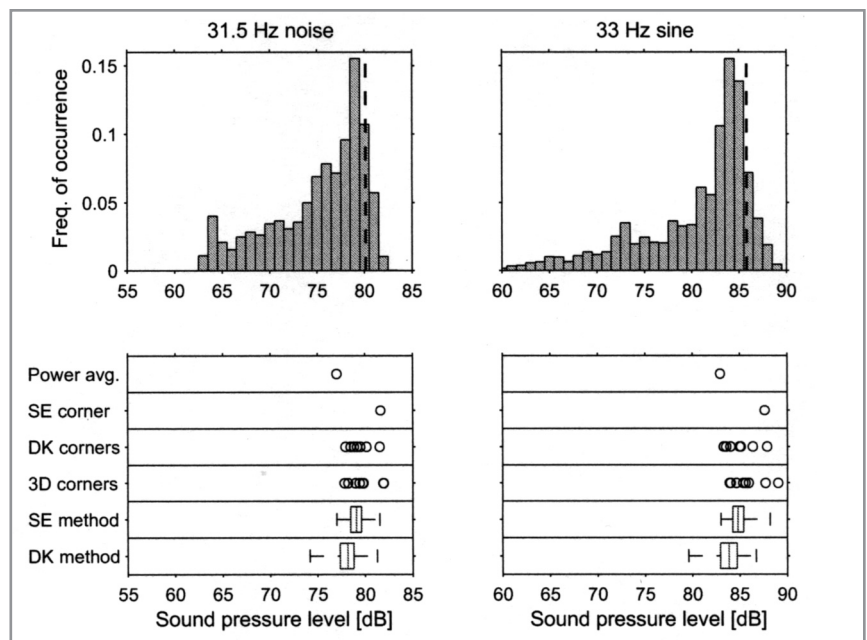 31.5 Hz noise
33 Hz sine
Freq. of occurrence
0.15
0.1
0.05
0
55 60 65 70 75 80 85
60 65 70 75 80 85 90
Power avg.
SE corner
DK corners
3D corners
SE method
DK method
55 60 65 70 75 80 85
60 65 70 75 80 85 90
Sound pressure level [dB]
Sound pressure level [dB]